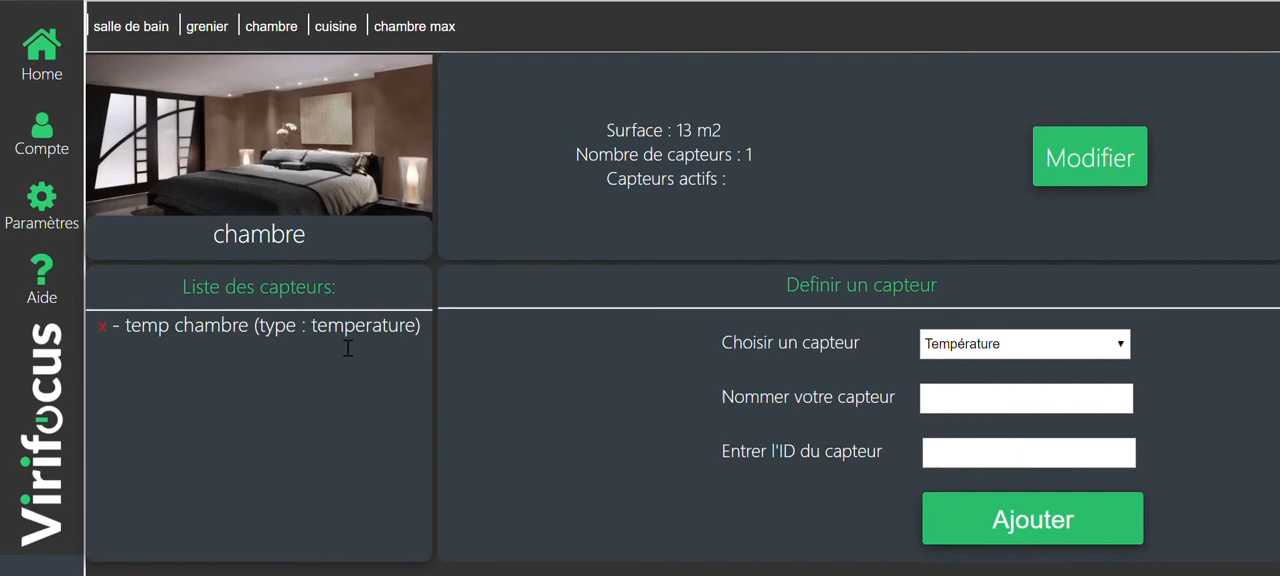 salle de bain
grenier
chambre
cuisine
chambre max
Home
Compte
Paramètres
Aide
Virifocus
chambre
Surface : 13 m2
Nombre de capteurs : 1
Capteurs actifs :
Modifier
Liste des capteurs:
x - temp chambre (type : temperature)
Definir un capteur
Choisir un capteur
Température
Nommer votre capteur
Entrer l'ID du capteur
Ajouter